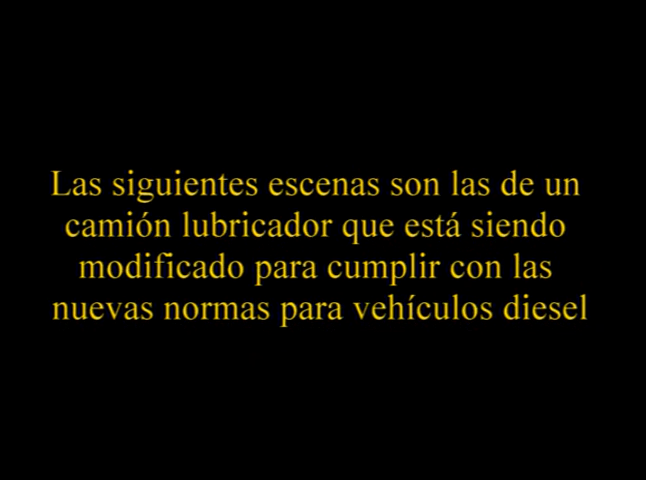 Las siguientes escenas son las de un
camión lubricador que está siendo
modificado para cumplir con las
nuevas normas para vehículos diesel